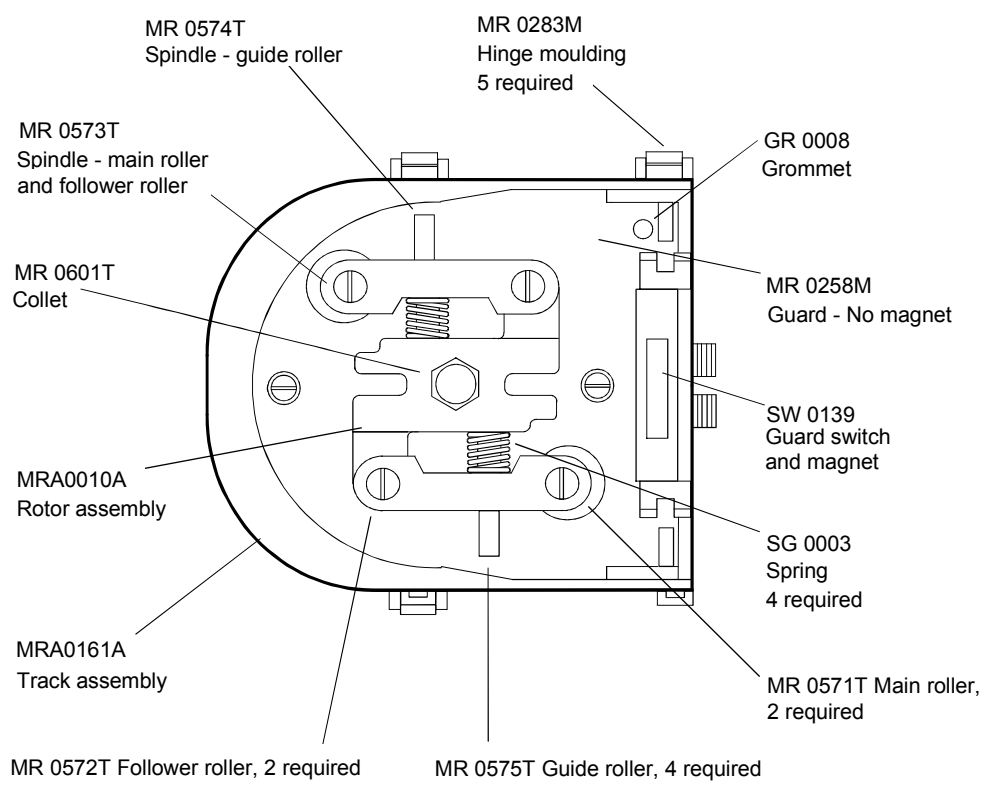 MR 0574T
Spindle - guide roller
MR 0283M
Hinge moulding
5 required
MR 0573T
Spindle - main roller
and follower roller
GR 0008
Grommet
MR 0601T
Collet
MR 0258M
Guard - No magnet
SW 0139
Guard switch
and magnet
MRA0010A
Rotor assembly
SG 0003
Spring
4 required
MRA0161A
Track assembly
MR 0571T Main roller,
2 required
MR 0572T Follower roller, 2 required
MR 0575T Guide roller, 4 required